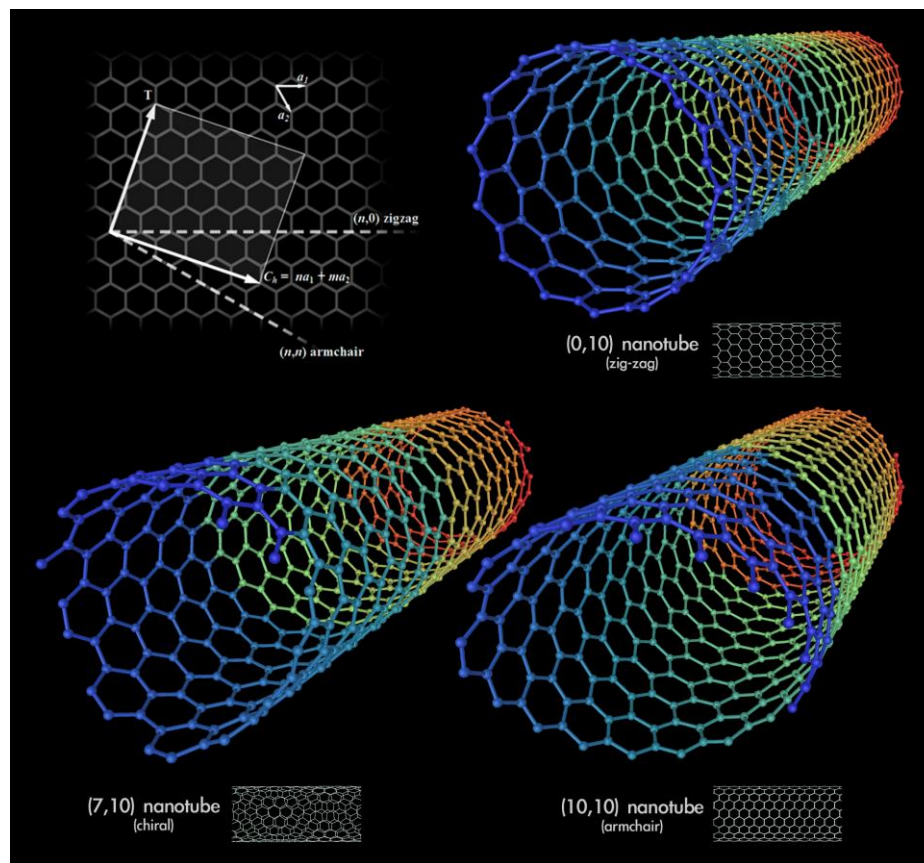 a₁
a₂
T
(n,0) zigzag
Cₕ = na₁ + ma₂
(n,n) armchair
(0,10) nanotube
(zig-zag)
(7,10) nanotube
(chiral)
(10,10) nanotube
(armchair)